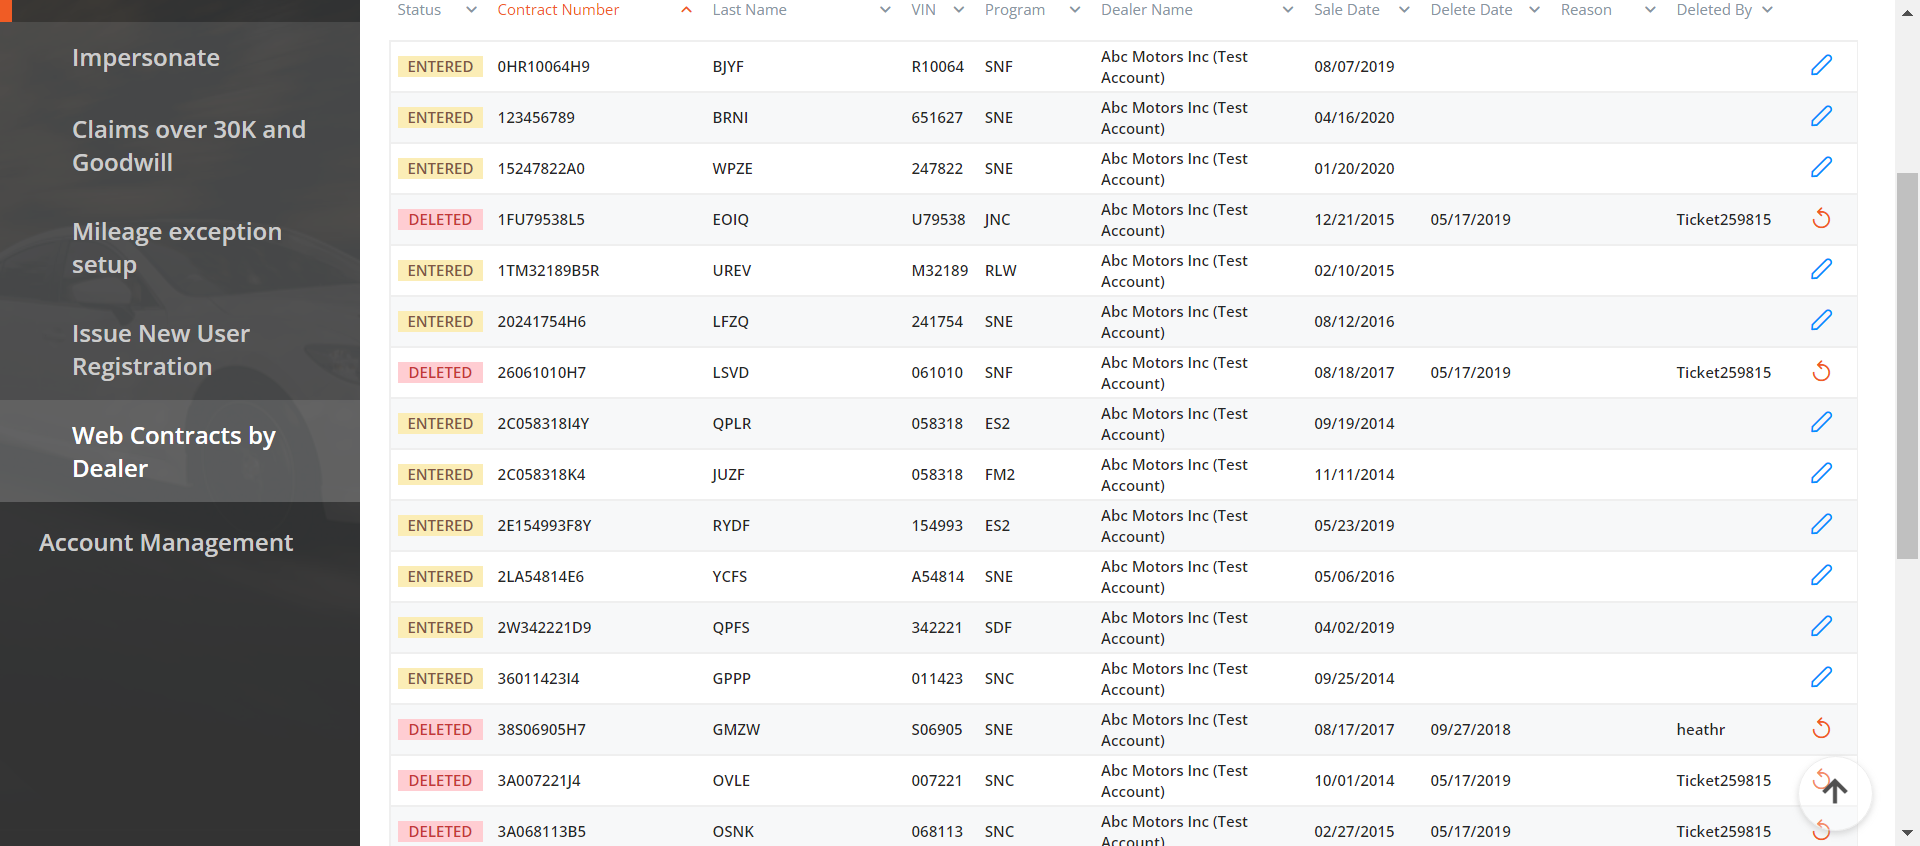 Impersonate
Claims over 30K and
Goodwill
Mileage exception
setup
Issue New User
Registration
Web Contracts by
Dealer
Account Management
Status Contract Number Last Name VIN Program Dealer Name Sale Date Delete Date Reason Deleted By
ENTERED 0HR10064H9 BJYF R10064 SNF Abc Motors Inc (Test 08/07/2019
Account)
ENTERED 123456789 BRNI 651627 SNE Abc Motors Inc (Test 04/16/2020
Account)
ENTERED 15247822A0 WPZE 247822 SNE Abc Motors Inc (Test 01/20/2020
Account)
DELETED 1FU79538L5 EOIQ U79538 JNC Abc Motors Inc (Test 12/21/2015 05/17/2019 Ticket259815
Account)
ENTERED 1TM32189B5R UREV M32189 RLW Abc Motors Inc (Test 02/10/2015
Account)
ENTERED 20241754H6 LFZQ 241754 SNE Abc Motors Inc (Test 08/12/2016
Account)
DELETED 26061010H7 LSVD 061010 SNF Abc Motors Inc (Test 08/18/2017 05/17/2019 Ticket259815
Account)
ENTERED 2C058318I4Y QPLR 058318 ES2 Abc Motors Inc (Test 09/19/2014
Account)
ENTERED 2C058318K4 JUZF 058318 FM2 Abc Motors Inc (Test 11/11/2014
Account)
ENTERED 2E154993F8Y RYDF 154993 ES2 Abc Motors Inc (Test 05/23/2019
Account)
ENTERED 2LA54814E6 YCFS A54814 SNE Abc Motors Inc (Test 05/06/2016
Account)
ENTERED 2W342221D9 QPFS 342221 SDF Abc Motors Inc (Test 04/02/2019
Account)
ENTERED 36011423I4 GPPP 011423 SNC Abc Motors Inc (Test 09/25/2014
Account)
DELETED 38S06905H7 GMZW S06905 SNE Abc Motors Inc (Test 08/17/2017 09/27/2018 heathr
Account)
DELETED 3A007221J4 OVLE 007221 SNC Abc Motors Inc (Test 10/01/2014 05/17/2019 Ticket259815
Account)
DELETED 3A068113B5 OSNK 068113 SNC Abc Motors Inc (Test 02/27/2015 05/17/2019 Ticket259815
Account)